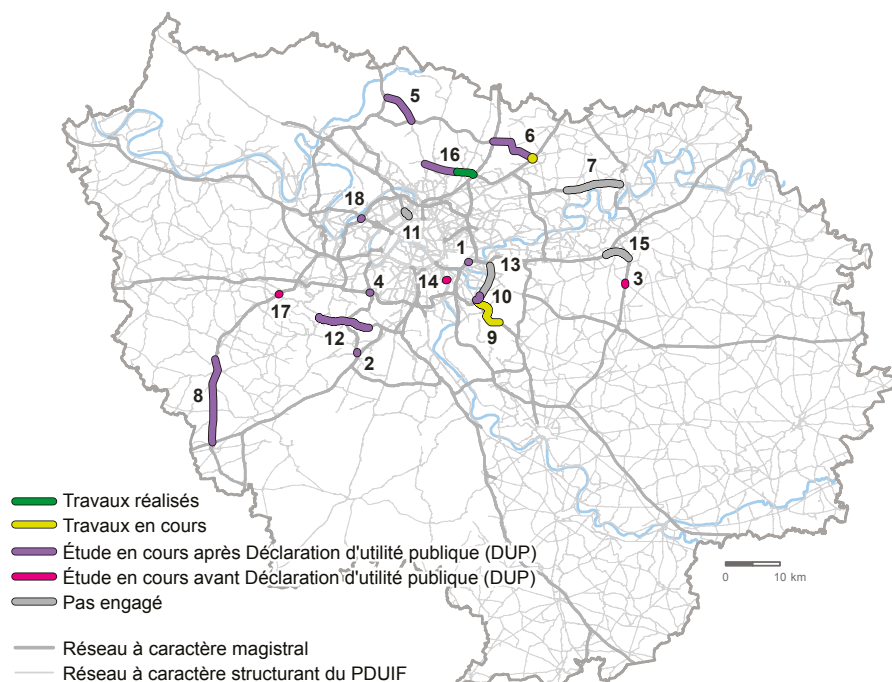 5
6
16
7
18
11
1
13
15
14
3
4
10
17
12
9
2
8
Travaux réalisés
Travaux en cours
Étude en cours après Déclaration d'utilité publique (DUP)
Étude en cours avant Déclaration d'utilité publique (DUP)
0 10 km
Pas engagé
Réseau à caractère magistral
Réseau à caractère structurant du PDUIF